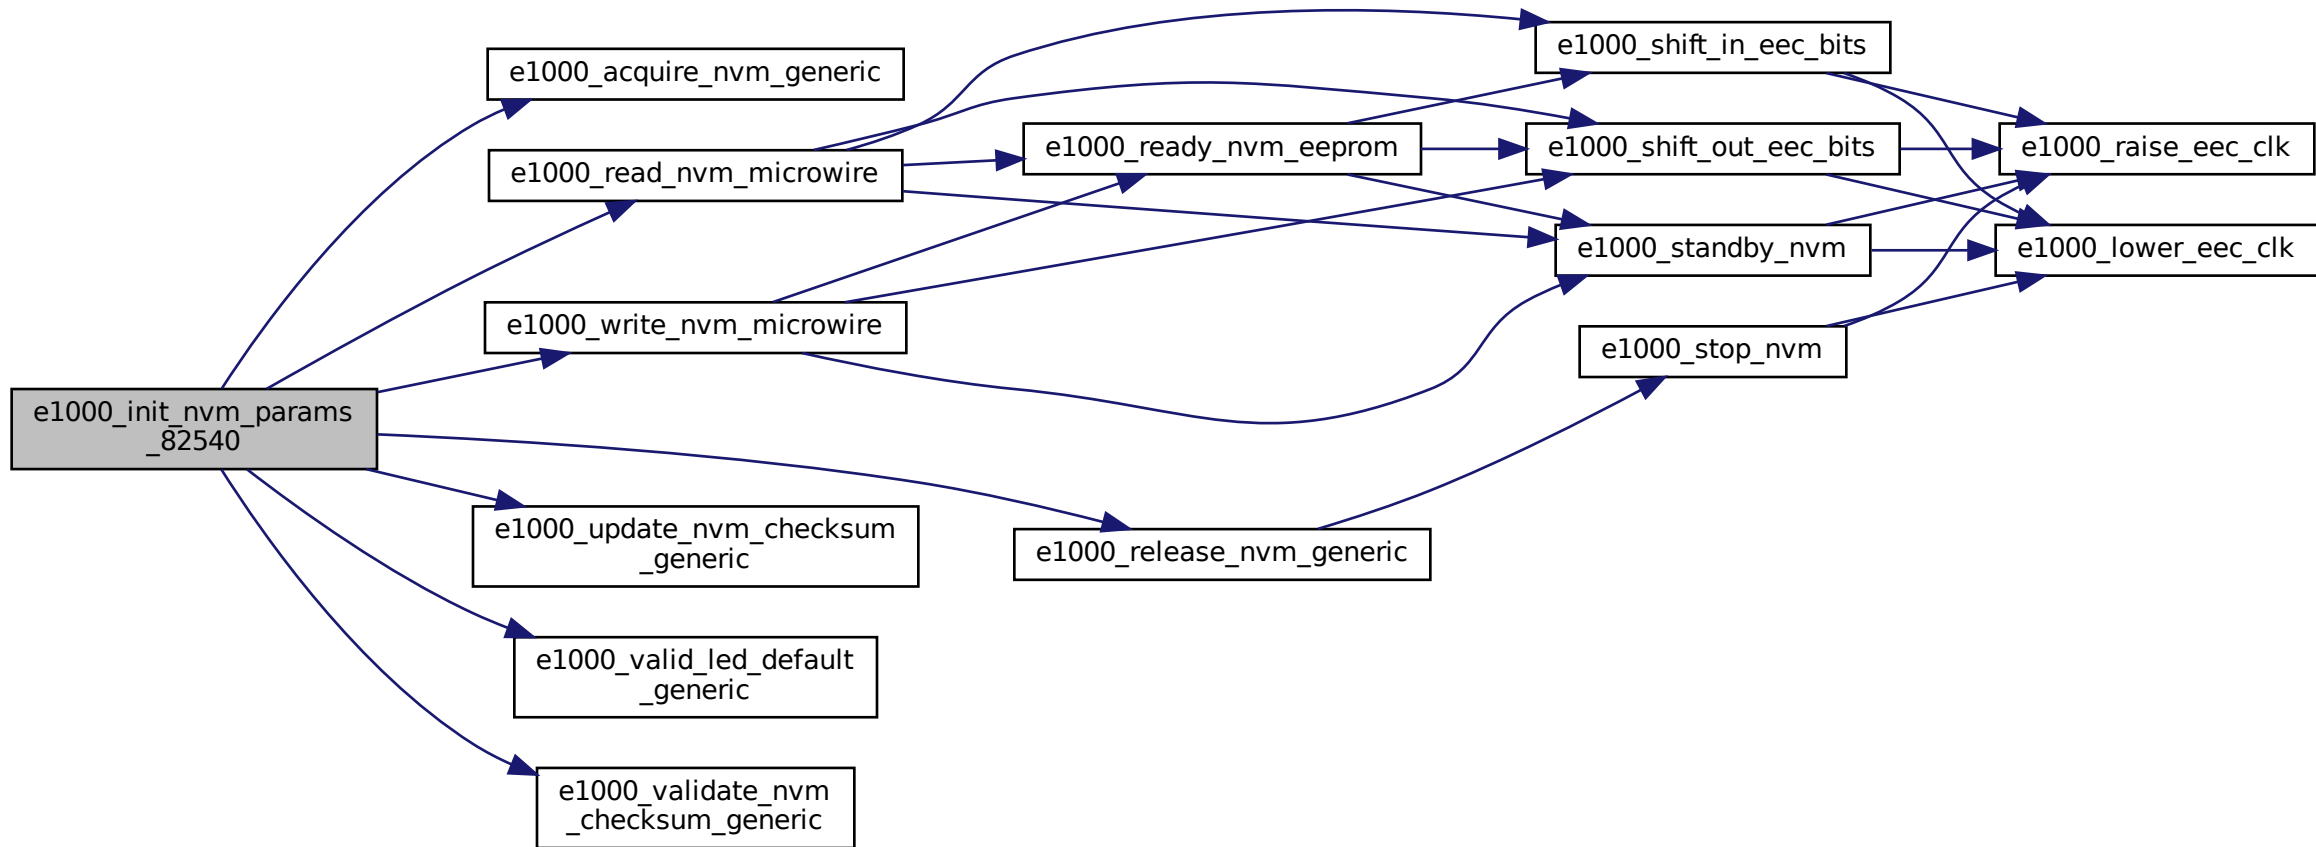 e1000_init_nvm_params
_82540
e1000_acquire_nvm_generic
e1000_read_nvm_microwire
e1000_write_nvm_microwire
e1000_update_nvm_checksum
_generic
e1000_valid_led_default
_generic
e1000_validate_nvm
_checksum_generic
e1000_ready_nvm_eeprom
e1000_release_nvm_generic
e1000_shift_in_eec_bits
e1000_shift_out_eec_bits
e1000_standby_nvm
e1000_stop_nvm
e1000_raise_eec_clk
e1000_lower_eec_clk